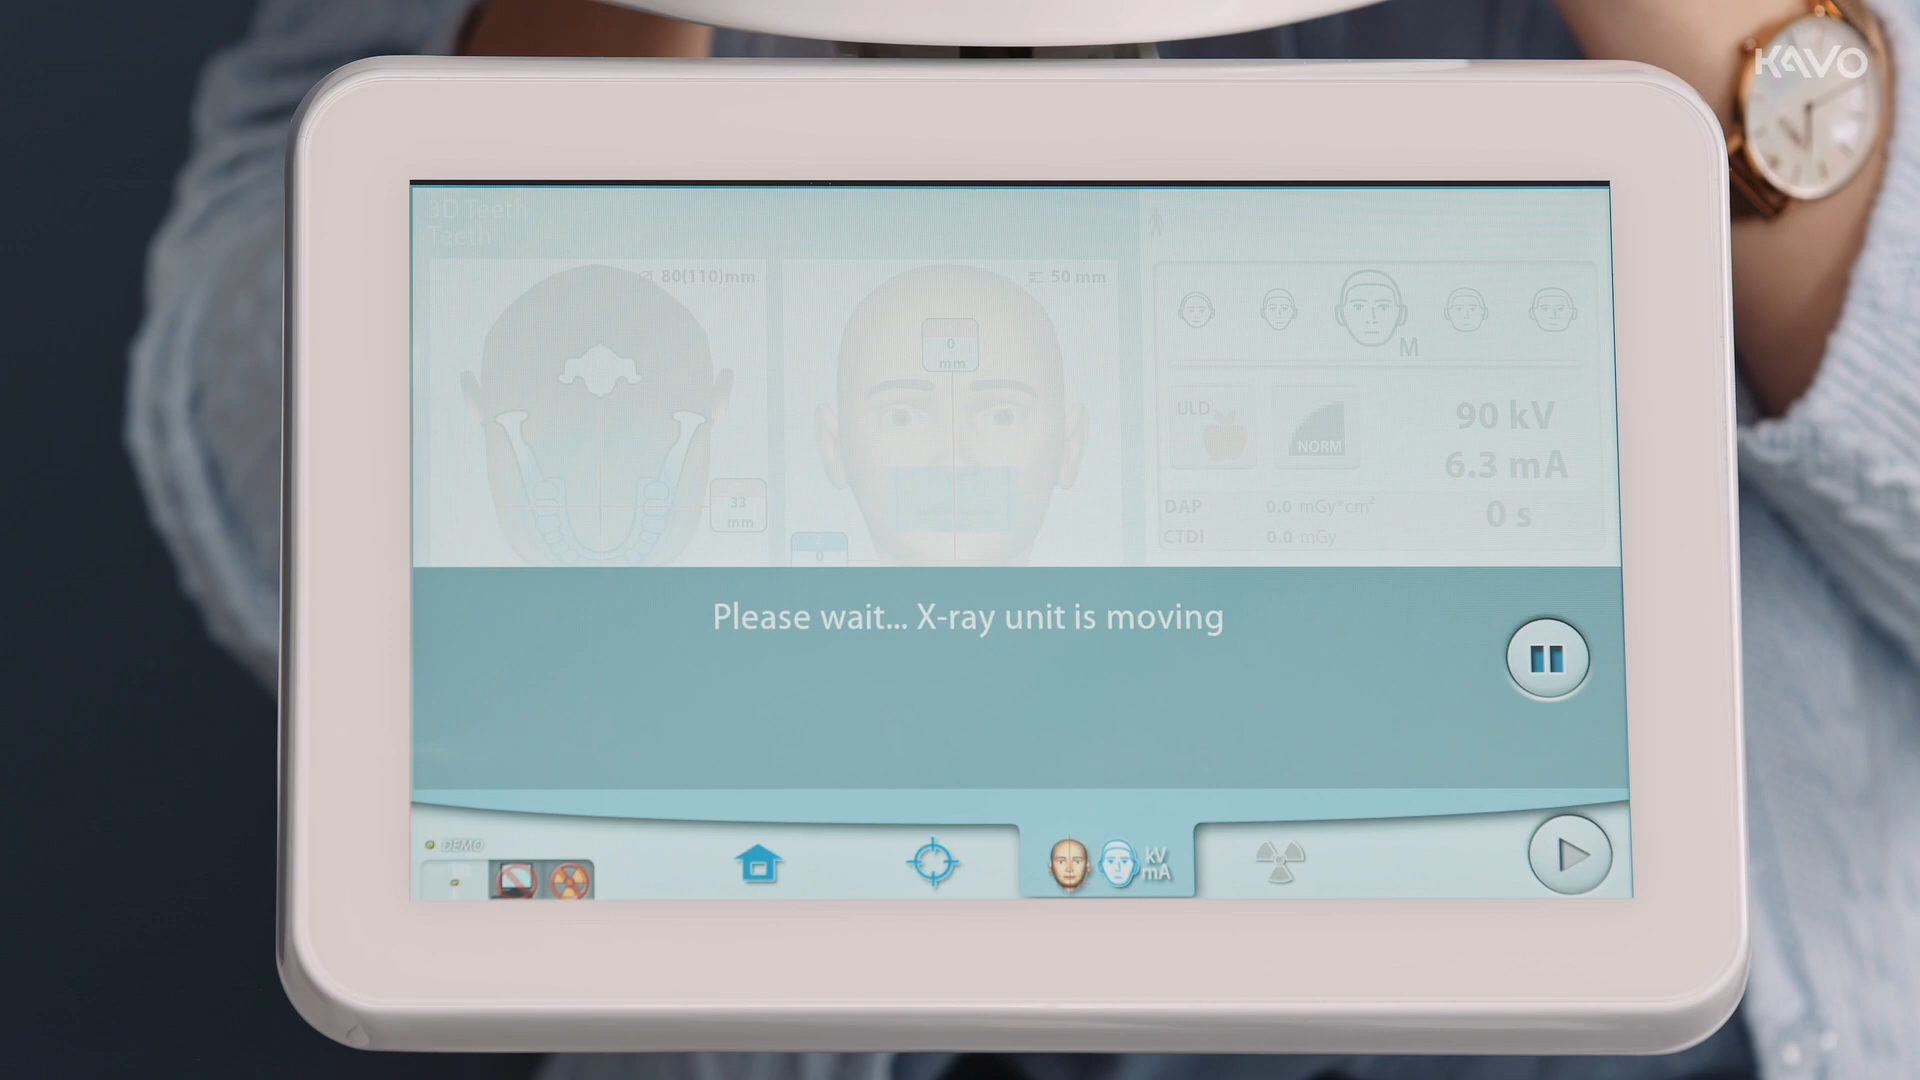 KAVO
3D Teeth
Teeth
80(110)mm
50 mm
0
mm
M
ULD
NORM
90 kV
6.3 mA
0 s
33
mm
0
DAP 0.0 mGy*cm²
CTDI 0.0 mGy
Please wait... X-ray unit is moving
DEMO
kV
mA